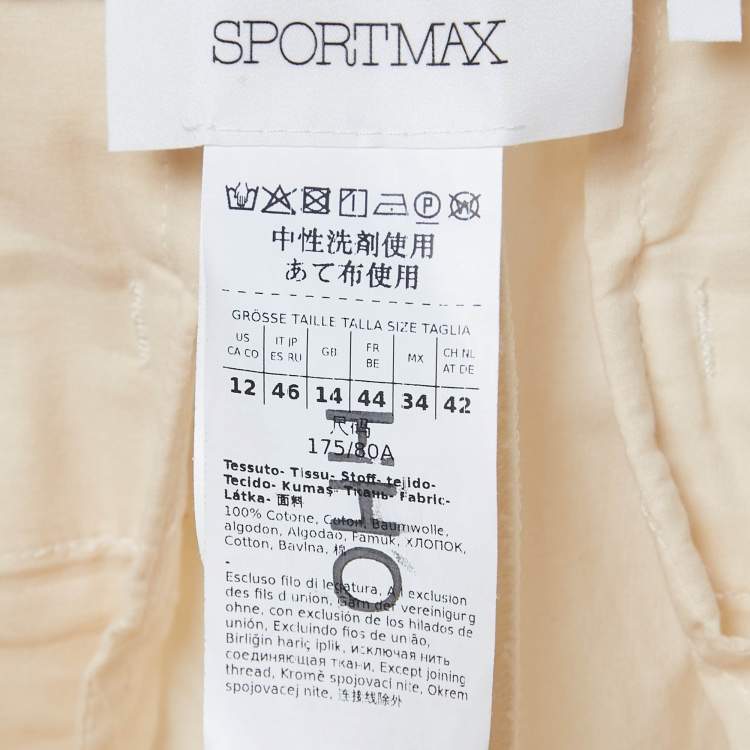 SPORTMAX
中性洗剤使用
あて布使用
GRÖSSE TAILLE TALLA SIZE TAGLIA
US CA CO IT JP ES RU GB FR BE MX CH NL AT DE
12 46 14 44 34 42
尺码
175/80A
Tessuto- Tissu- Stoff- tejido-
Tecido- Kumaş- Ткань- Fabric-
Látka- 面料
100% Cotone, Coton, Baumwolle,
algodon, Algodao, Pamuk, ХЛОПОК,
Cotton, Bavlna, 棉
-
Escluso filo di legatura, A l exclusion
des fils d union, Garn der vereinigung
ohne, con exclusión de los hilados de
unión, Excluindo fios de un ão,
Birliğin hariç iplik, исключая нить
соединяющая ткани, Except joining
thread, Kromě spojovací nite, Okrem
spojovacej nite, 连接线除外